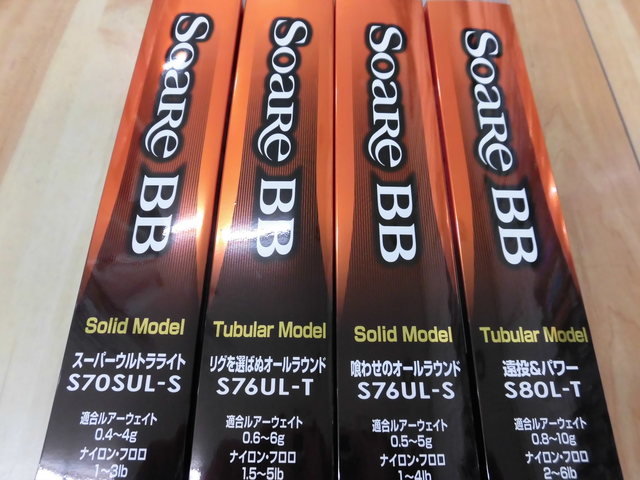 Soare BB
Solid Model
スーパーウルトラライト
S70SUL-S
適合ルアーウェイト
0.4~4g
ナイロン・フロロ
1~3lb
Soare BB
Tubular Model
リグを選ばぬオールラウンド
S76UL-T
適合ルアーウェイト
0.6~6g
ナイロン・フロロ
1.5~5lb
Soare BB
Solid Model
喰わせのオールラウンド
S76UL-S
適合ルアーウェイト
0.5~5g
ナイロン・フロロ
1~4lb
Soare BB
Tubular Model
遠投&パワー
S80L-T
適合ルアーウェイト
0.8~10g
ナイロン・フロロ
2~6lb